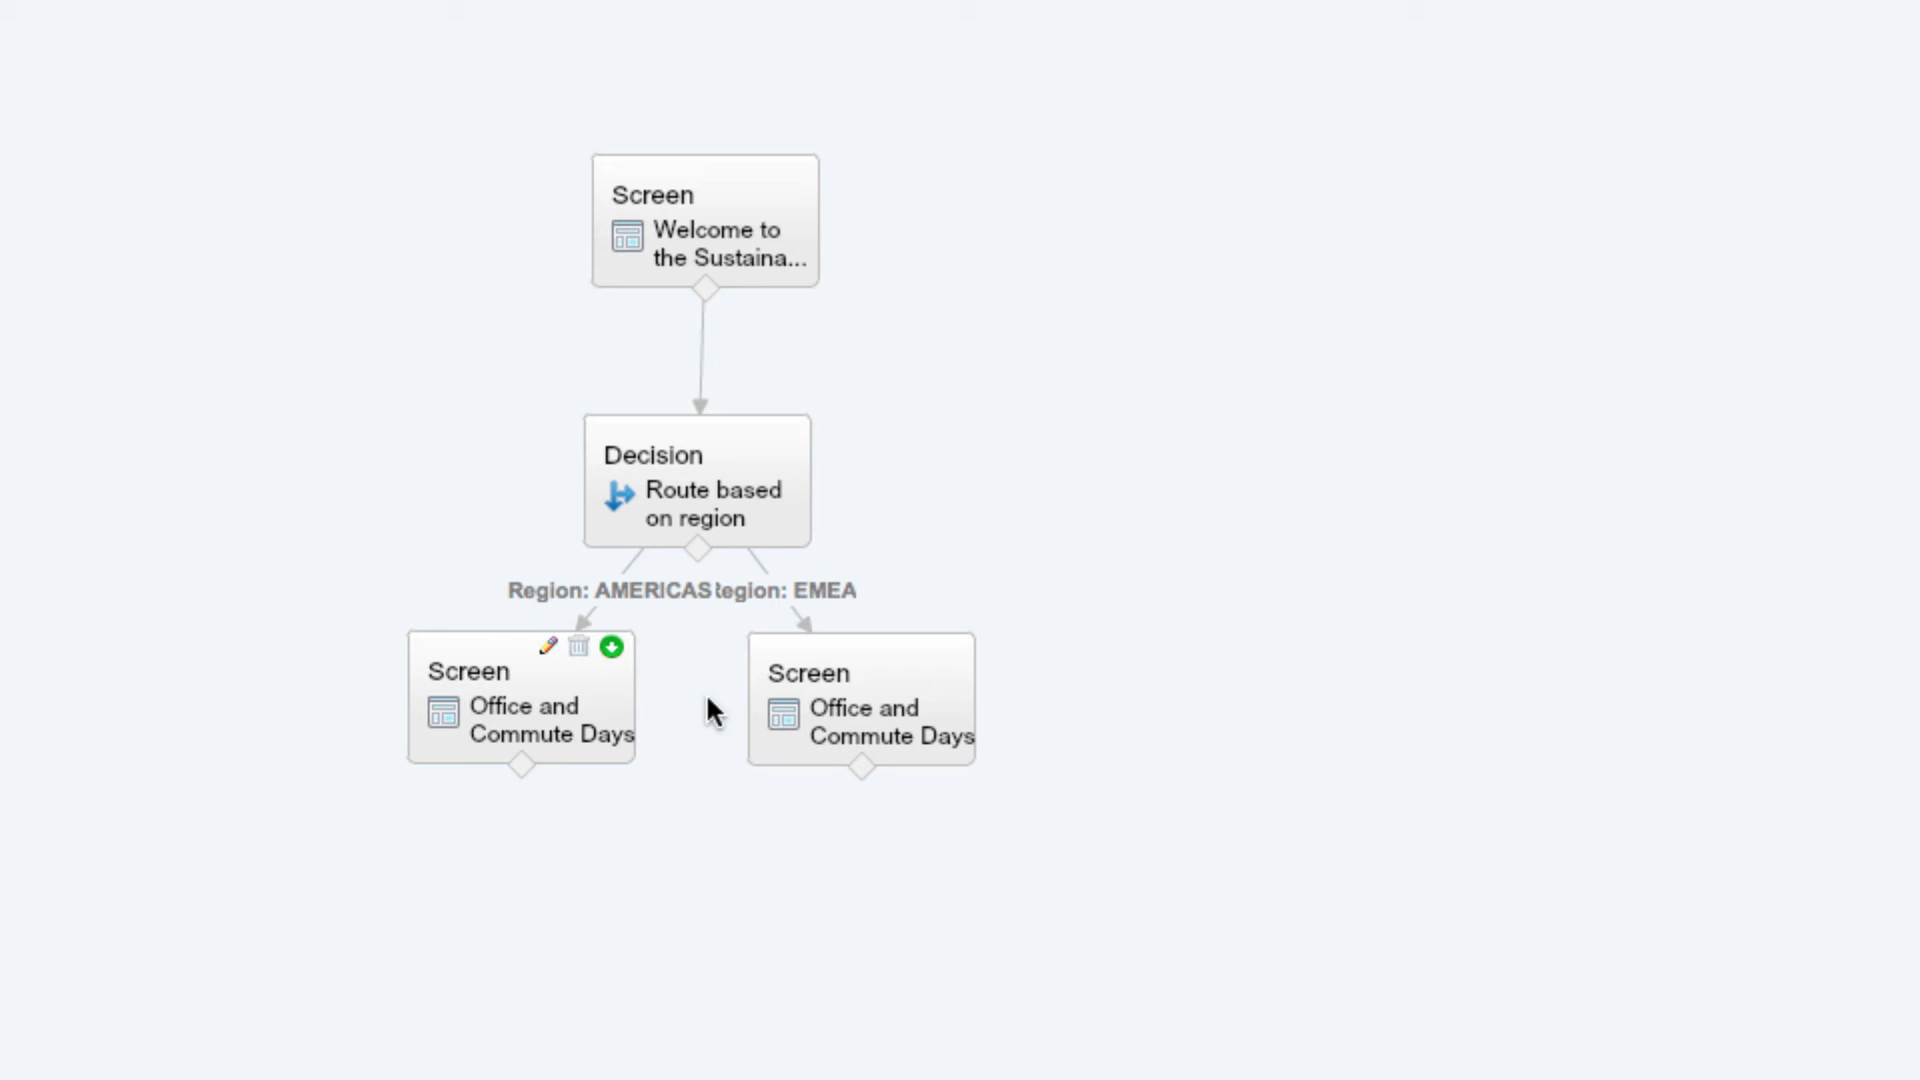 Screen
Welcome to
the Sustaina...
Decision
Route based
on region
Region: AMERICAS
egion: EMEA
Screen
Office and
Commute Days
Screen
Office and
Commute Days